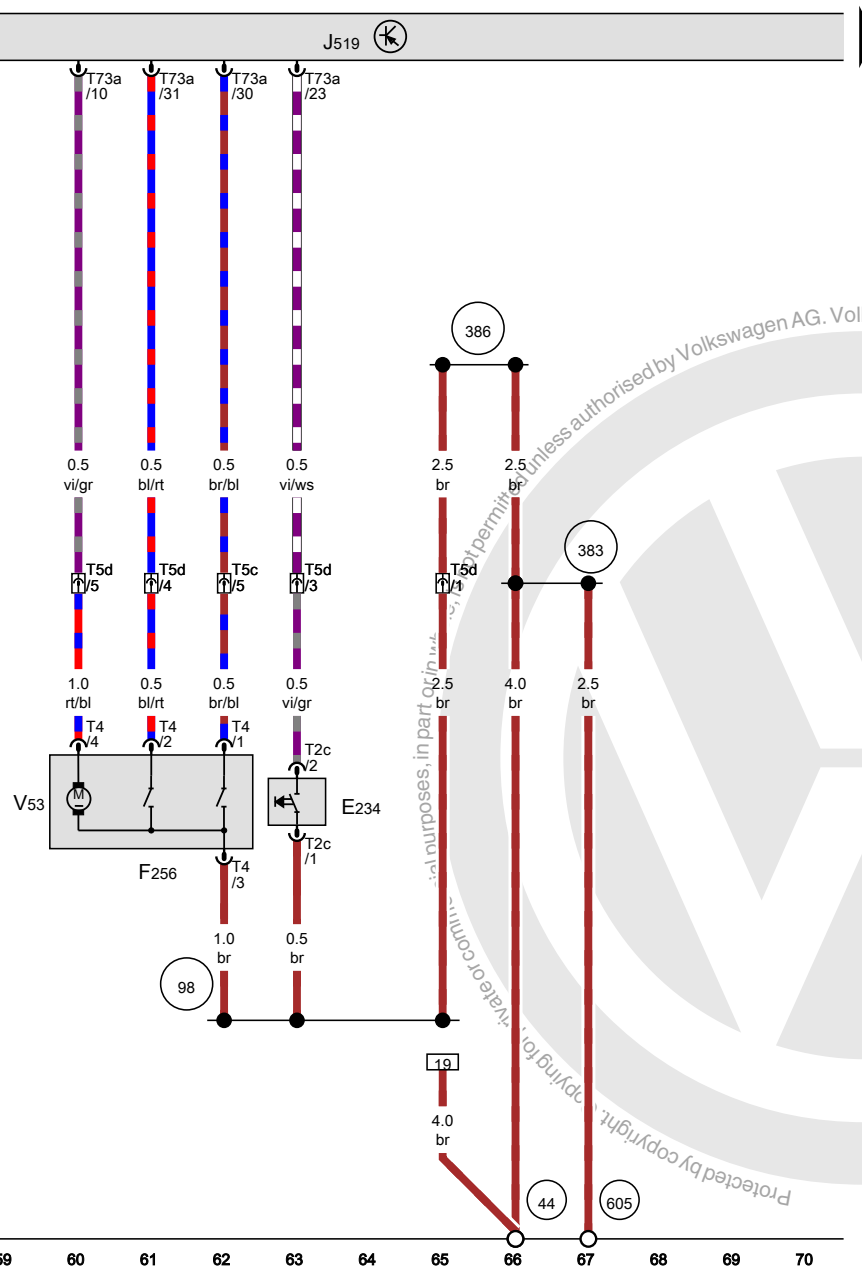 J519
T73a
/10
T73a
/31
T73a
/30
T73a
/23
386
0.5
vi/gr
0.5
bl/rt
0.5
br/bl
0.5
vi/ws
2.5
br
2.5
br
383
T5d
/5
T5d
/4
T5c
/5
T5d
/3
T5d
/1
1.0
rt/bl
0.5
bl/rt
0.5
br/bl
0.5
vi/gr
2.5
br
4.0
br
2.5
br
T4
/4
T4
/2
T4
/1
T2c
/2
V53
M
E234
F256
T4
/3
T2c
/1
1.0
br
0.5
br
98
19
4.0
br
44
605
59 60 61 62 63 64 65 66 67 68 69 70
authorised by Volkswagen AG. Vol
unless
permitted
purposes, in part or in
Protected by copyright. Copying for private or